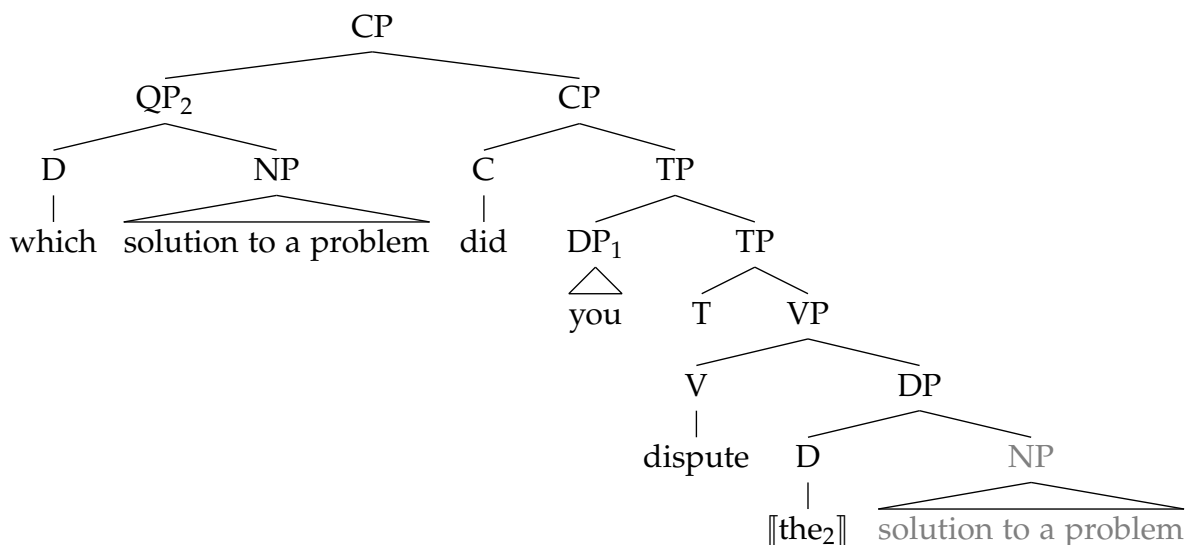 CP
QP₂ CP
D NP C TP
which solution to a problem did DP₁ TP
you T VP
V DP
dispute D NP
⟦the₂⟧ solution to a problem